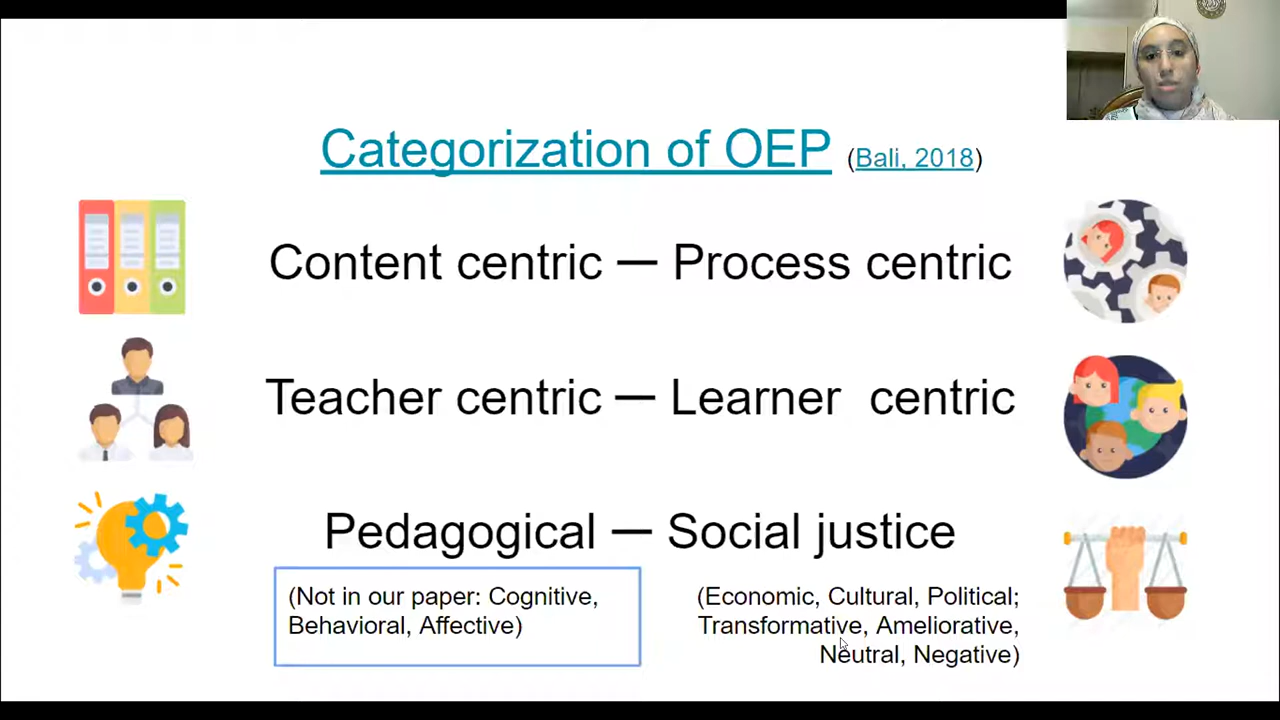 Categorization of OEP (Bali, 2018)
Content centric — Process centric
Teacher centric — Learner centric
Pedagogical — Social justice
(Not in our paper: Cognitive,
Behavioral, Affective)
(Economic, Cultural, Political;
Transformative, Ameliorative,
Neutral, Negative)